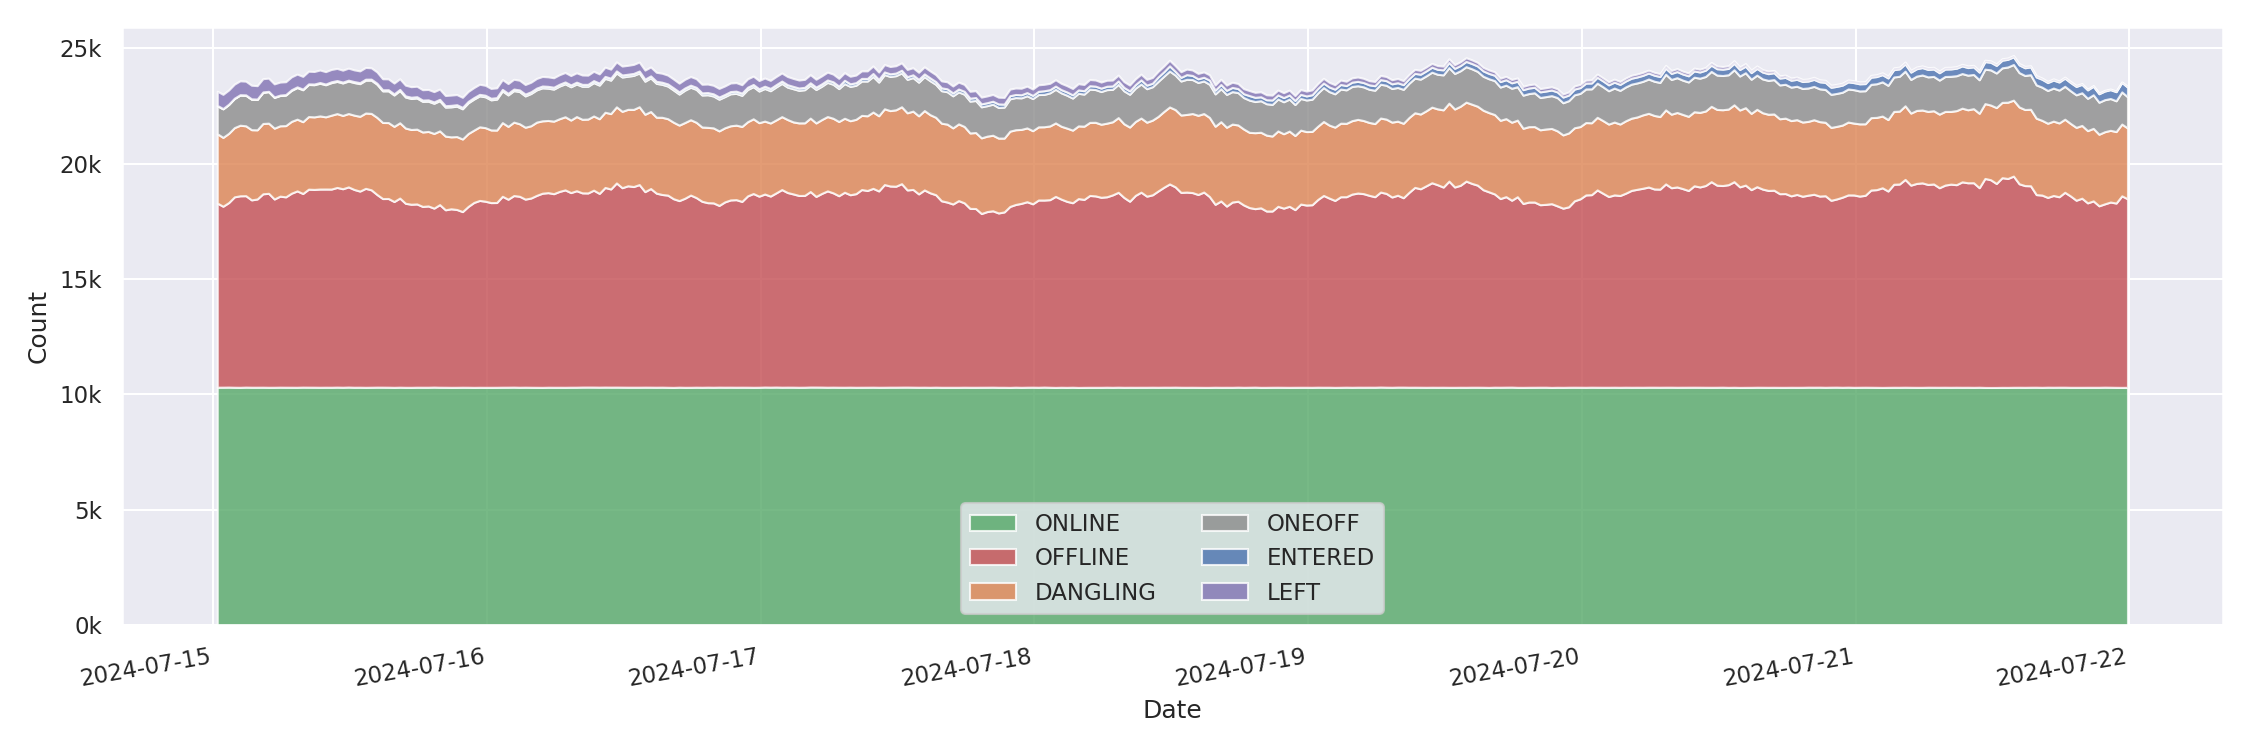 25k
20k
15k
10k
5k
0k
Count
ONLINE
OFFLINE
DANGLING
ONEOFF
ENTERED
LEFT
2024-07-15
2024-07-16
2024-07-17
2024-07-18
2024-07-19
2024-07-20
2024-07-21
2024-07-22
Date